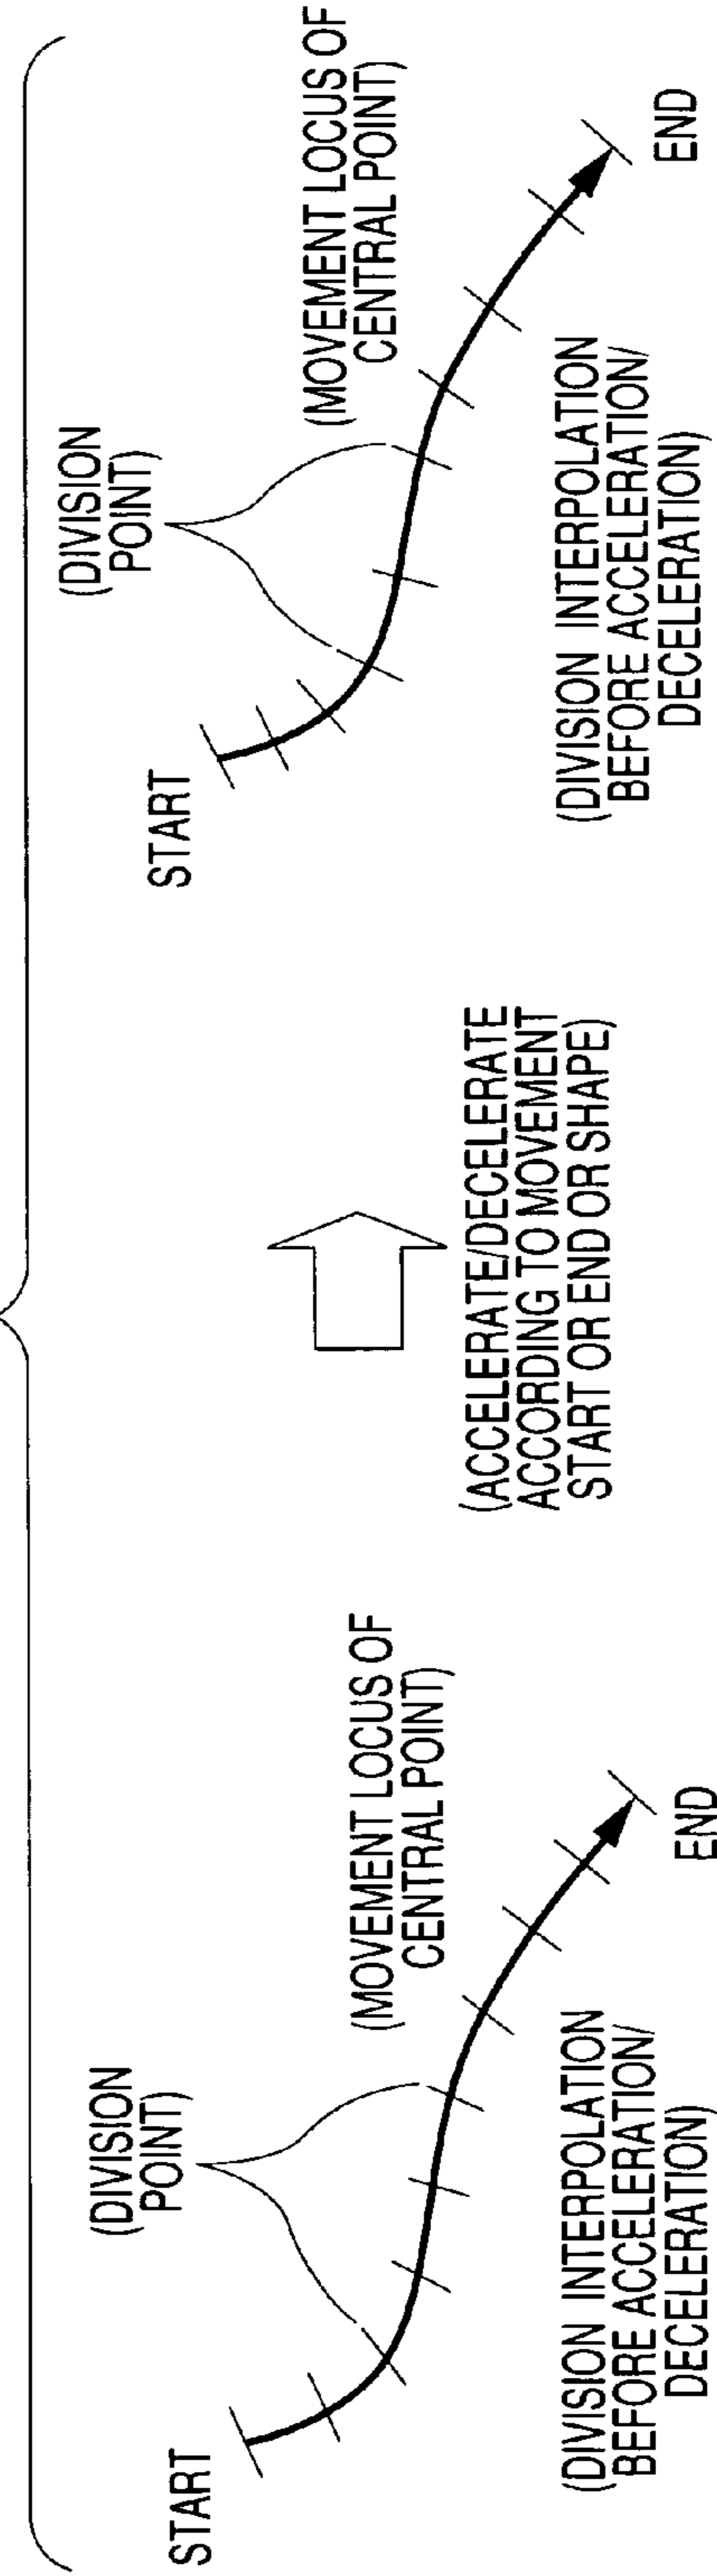 (DIVISION
POINT)
START
(MOVEMENT LOCUS OF
CENTRAL POINT)
END
(DIVISION INTERPOLATION
BEFORE ACCELERATION/
DECELERATION)
(ACCELERATE/DECELERATE
ACCORDING TO MOVEMENT
START OR END OR SHAPE)
(DIVISION
POINT)
START
(MOVEMENT LOCUS OF
CENTRAL POINT)
END
(DIVISION INTERPOLATION
BEFORE ACCELERATION/
DECELERATION)